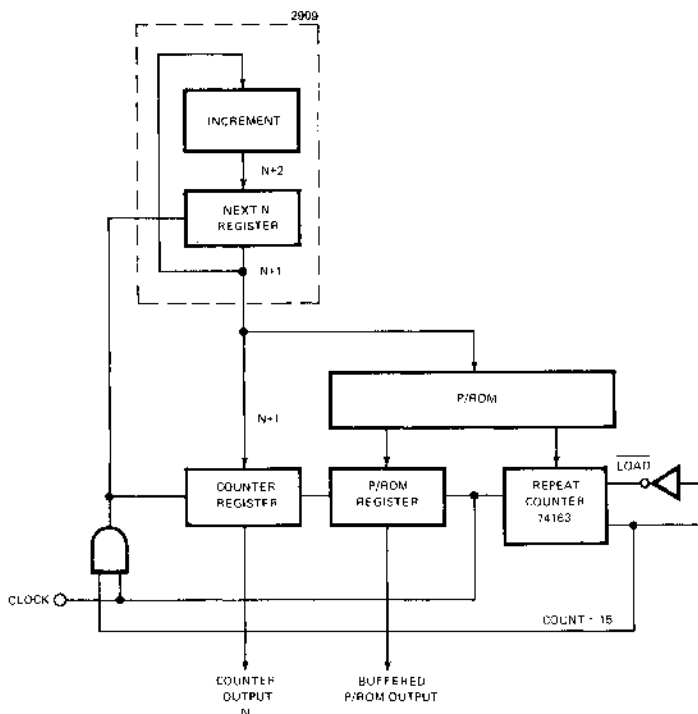 2909
INCREMENT
N+2
NEXT N
REGISTER
N+1
P/ROM
N+1
LOAD
COUNTER
REGISTER
P/ROM
REGISTER
REPEAT
COUNTER
74163
CLOCK
COUNT = 15
COUNTER
OUTPUT
N
BUFFERED
P/ROM OUTPUT